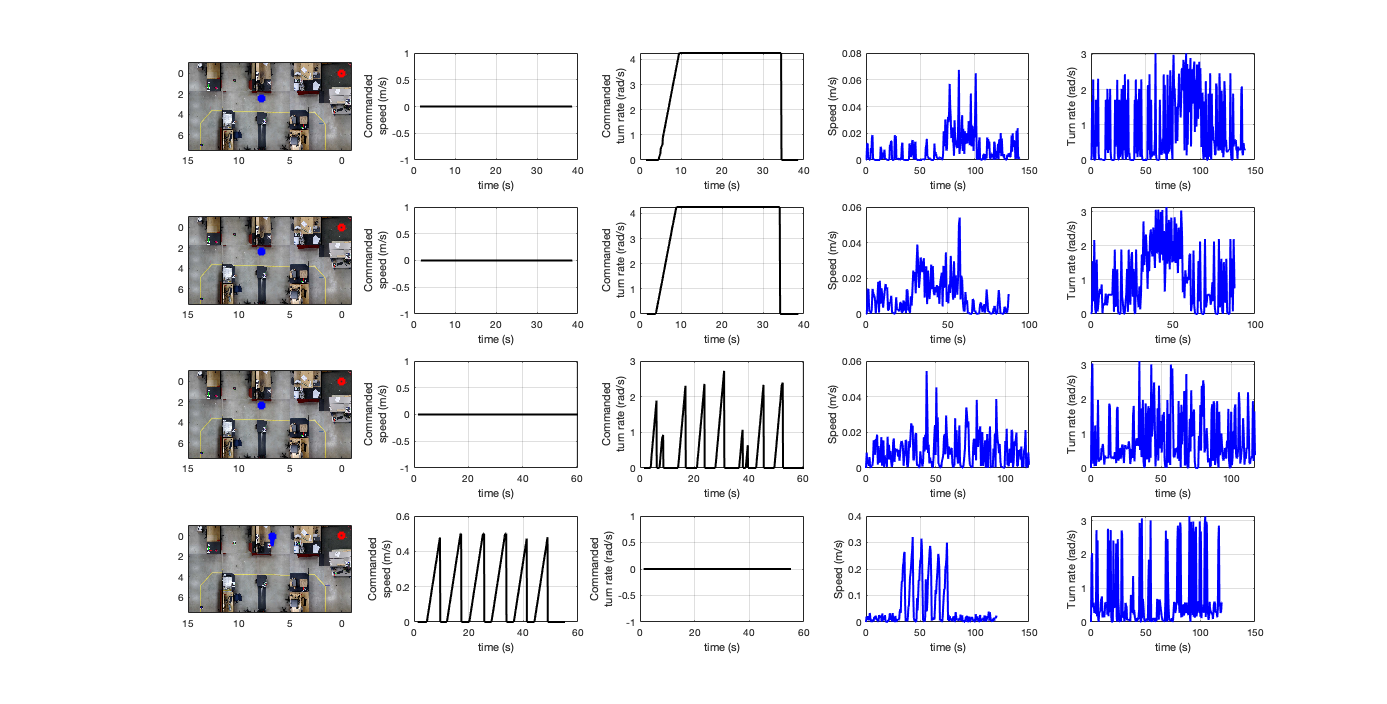 0
2
4
6
15 10 5 0
Commanded
speed (m/s)
1
0.5
0
-0.5
-1
0 10 20 30 40
time (s)
Commanded
turn rate (rad/s)
4
3
2
1
0
0 10 20 30 40
time (s)
Speed (m/s)
0.08
0.06
0.04
0.02
0
0 50 100 150
time (s)
Turn rate (rad/s)
3
2
1
0
0 50 100 150
time (s)
0
2
4
6
15 10 5 0
Commanded
speed (m/s)
1
0.5
0
-0.5
-1
0 10 20 30 40
time (s)
Commanded
turn rate (rad/s)
4
3
2
1
0
0 10 20 30 40
time (s)
Speed (m/s)
0.06
0.04
0.02
0
0 50 100
time (s)
Turn rate (rad/s)
3
2
1
0
0 50 100
time (s)
0
2
4
6
15 10 5 0
Commanded
speed (m/s)
1
0.5
0
-0.5
-1
0 20 40 60
time (s)
Commanded
turn rate (rad/s)
3
2
1
0
0 20 40 60
time (s)
Speed (m/s)
0.06
0.04
0.02
0
0 50 100
time (s)
Turn rate (rad/s)
3
2
1
0
0 50 100
time (s)
0
2
4
6
15 10 5 0
Commanded
speed (m/s)
0.6
0.4
0.2
0
0 20 40 60
time (s)
Commanded
turn rate (rad/s)
1
0.5
0
-0.5
-1
0 20 40 60
time (s)
Speed (m/s)
0.4
0.3
0.2
0.1
0
0 50 100 150
time (s)
Turn rate (rad/s)
3
2
1
0
0 50 100 150
time (s)